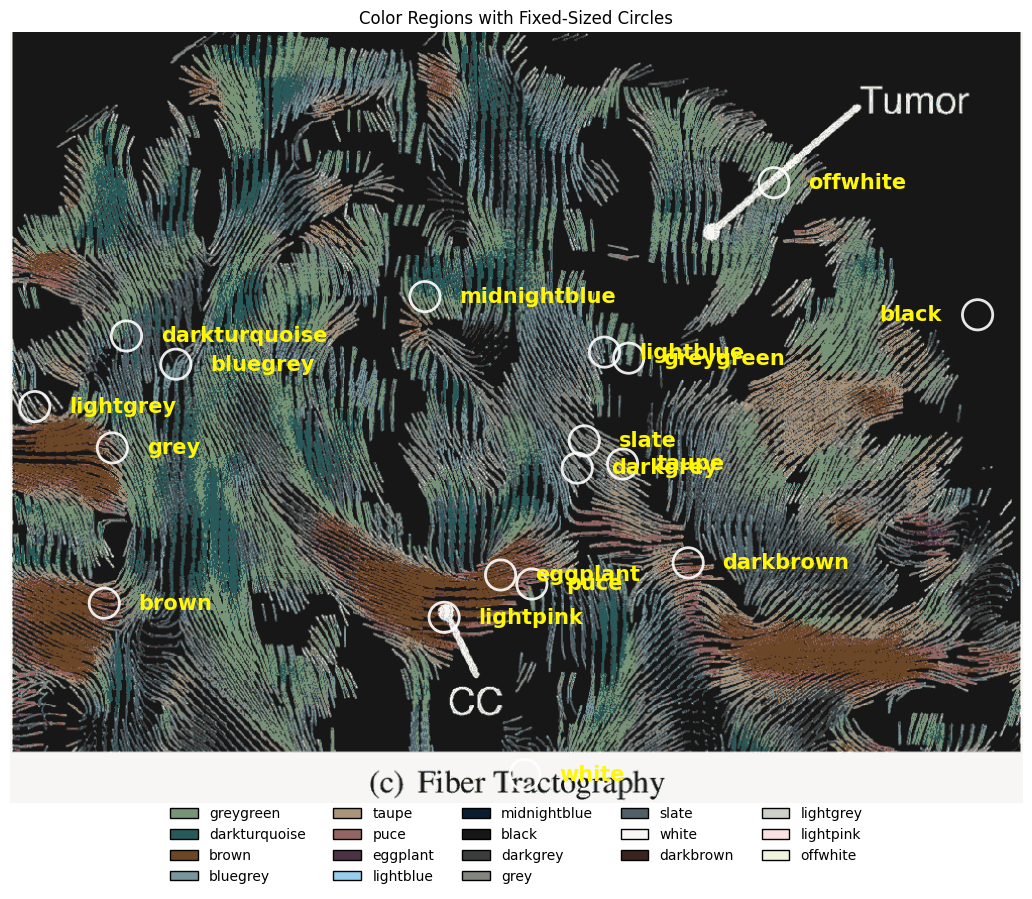 Color Regions with Fixed-Sized Circles
Tumor
offwhite
midnightblue
black
darkturquoise
lightblue
greygreen
bluegrey
lightgrey
slate
grey
taupe
darkgrey
darkbrown
eggplant
puce
brown
lightpink
CC
white
(c) Fiber Tractography
greygreen taupe midnightblue slate lightgrey
darkturquoise puce black white lightpink
brown eggplant darkgrey darkbrown offwhite
bluegrey lightblue grey